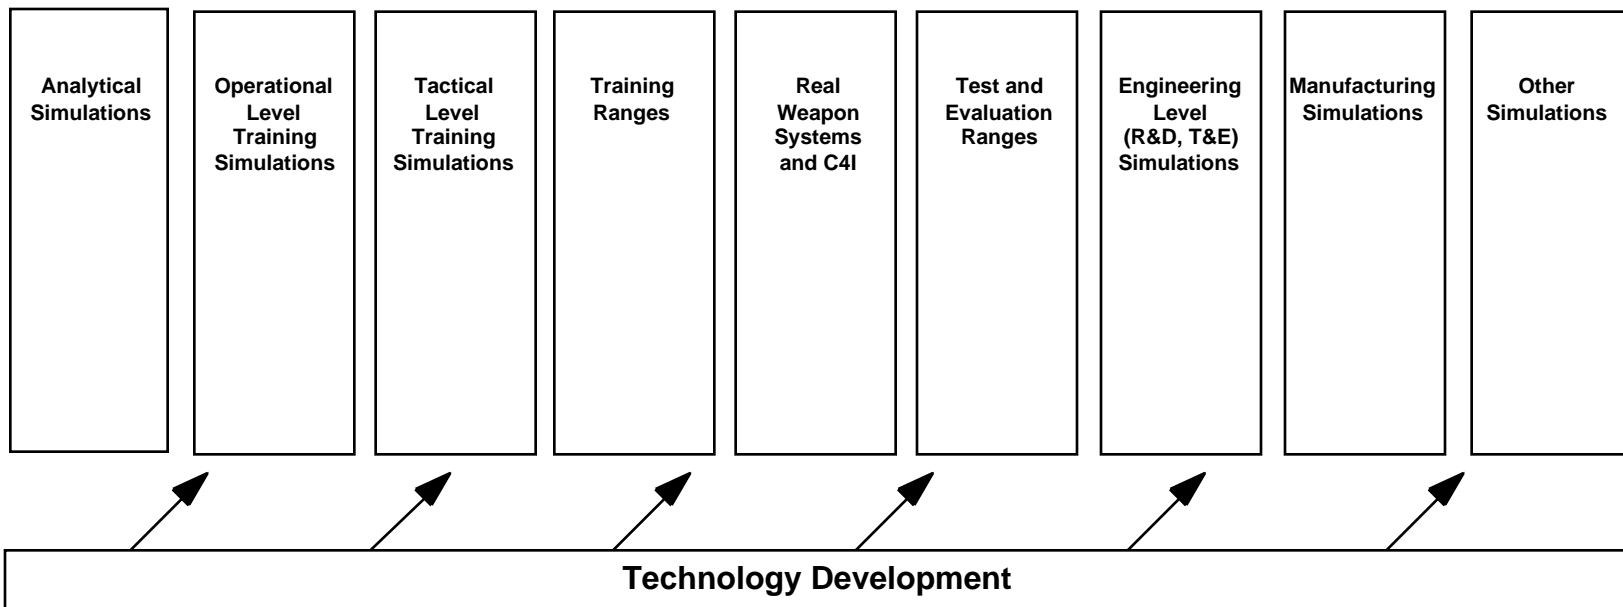 Analytical
Simulations
Operational
Level
Training
Simulations
Tactical
Level
Training
Simulations
Training
Ranges
Real
Weapon
Systems
and C4I
Test and
Evaluation
Ranges
Engineering
Level
(R&D, T&E)
Simulations
Manufacturing
Simulations
Other
Simulations
Technology Development